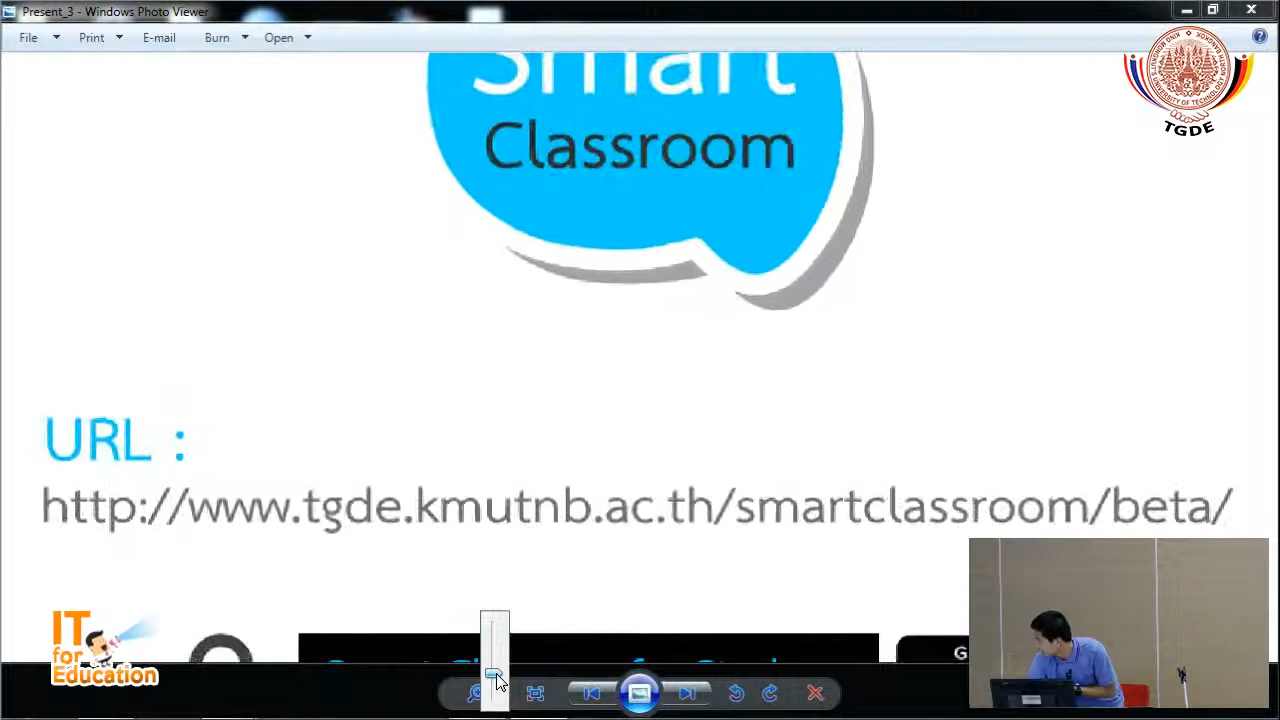 Present_3 - Windows Photo Viewer
File Print E-mail Burn Open
Smart
Classroom
TGDE
URL :
http://www.tgde.kmutnb.ac.th/smartclassroom/beta/
IT
for
Education
G